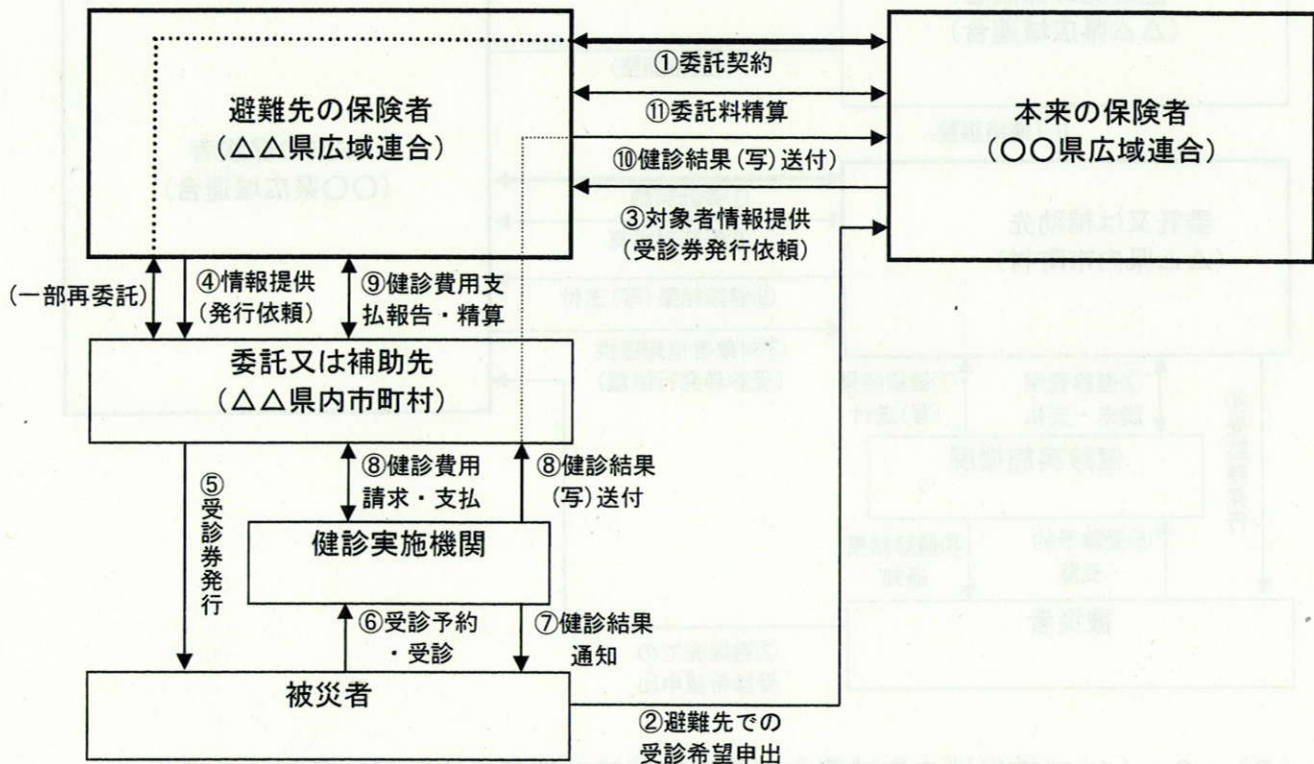 ①委託契約
⑪委託料精算
⑩健診結果(写)送付
③対象者情報提供
(受診券発行依頼)
避難先の保険者
(△△県広域連合)
本来の保険者
(〇〇県広域連合)
(一部再委託)
④情報提供
(発行依頼)
⑨健診費用支
払報告・精算
委託又は補助先
(△△県内市町村)
⑤受診券発行
⑧健診費用
請求・支払
⑧健診結果
(写)送付
健診実施機関
⑥受診予約
・受診
⑦健診結果
通知
被災者
②避難先での
受診希望申出